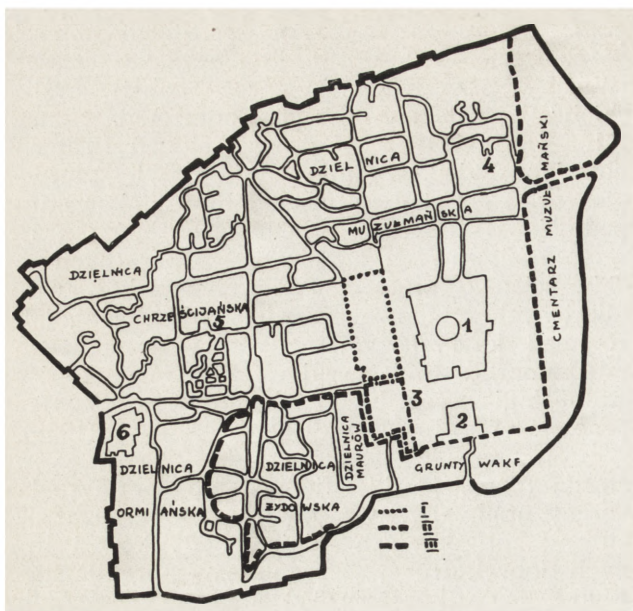 DZIELNICA
4
MUZUŁMAŃSKA
CMENTARZ MUZUŁMAŃSKI
DZIELNICA
CHRZEŚCIJAŃSKA
5
1
3
2
6
DZIELNICA
ORMIAŃSKA
DZIELNICA
ŻYDOWSKA
DZIELNICA
MAURÓW
GRUNTY WAKF
I
II
III